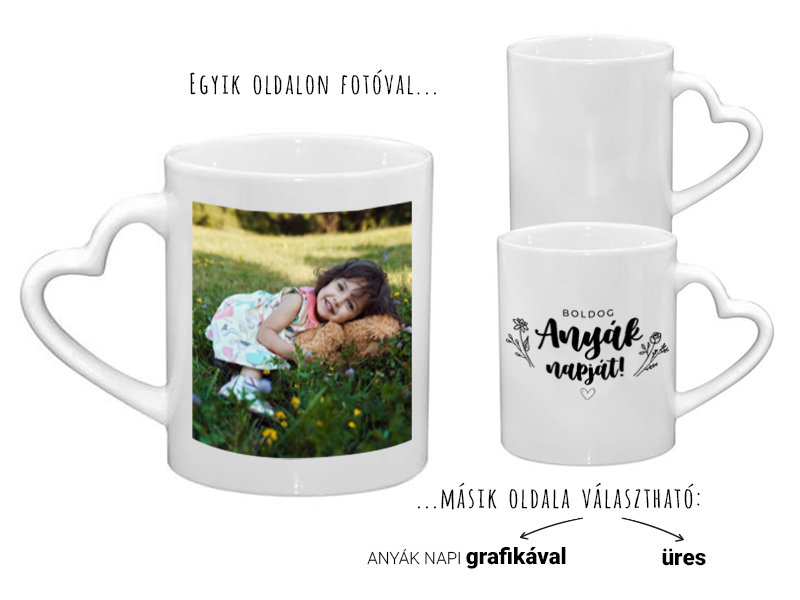 Egyik oldalon fotóval...
BOLDOG
Anyák
napját!
...másik oldala választható:
ANYÁK NAPI grafikával
üres